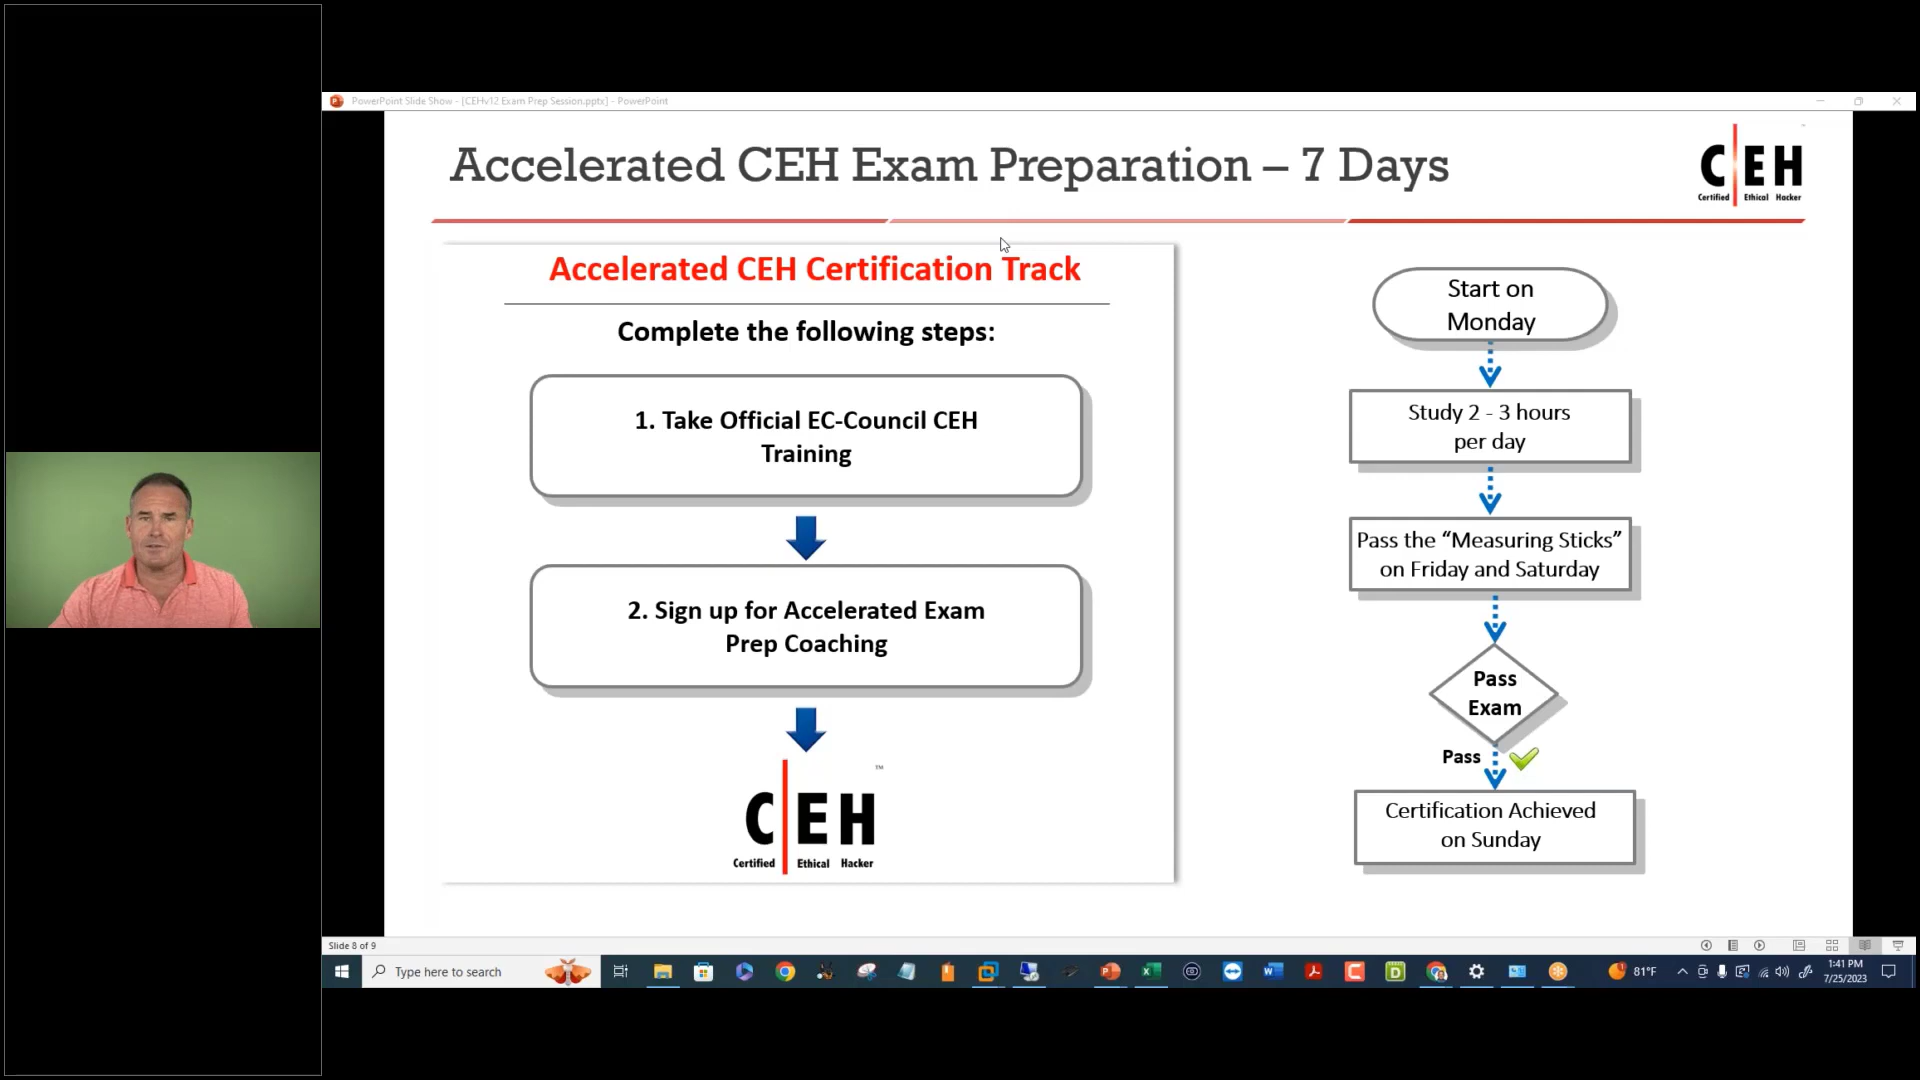 PowerPoint Slide Show - [CEHv12 Exam Prep Session.pptx] - PowerPoint
Accelerated CEH Exam Preparation – 7 Days
C EH
Certified Ethical Hacker
Accelerated CEH Certification Track
Complete the following steps:
1. Take Official EC-Council CEH
Training
2. Sign up for Accelerated Exam
Prep Coaching
C EH
TM
Certified Ethical Hacker
Start on
Monday
Study 2 - 3 hours
per day
Pass the “Measuring Sticks”
on Friday and Saturday
Pass
Exam
Pass
Certification Achieved
on Sunday
Slide 8 of 9
Type here to search
81°F
1:41 PM
7/25/2023